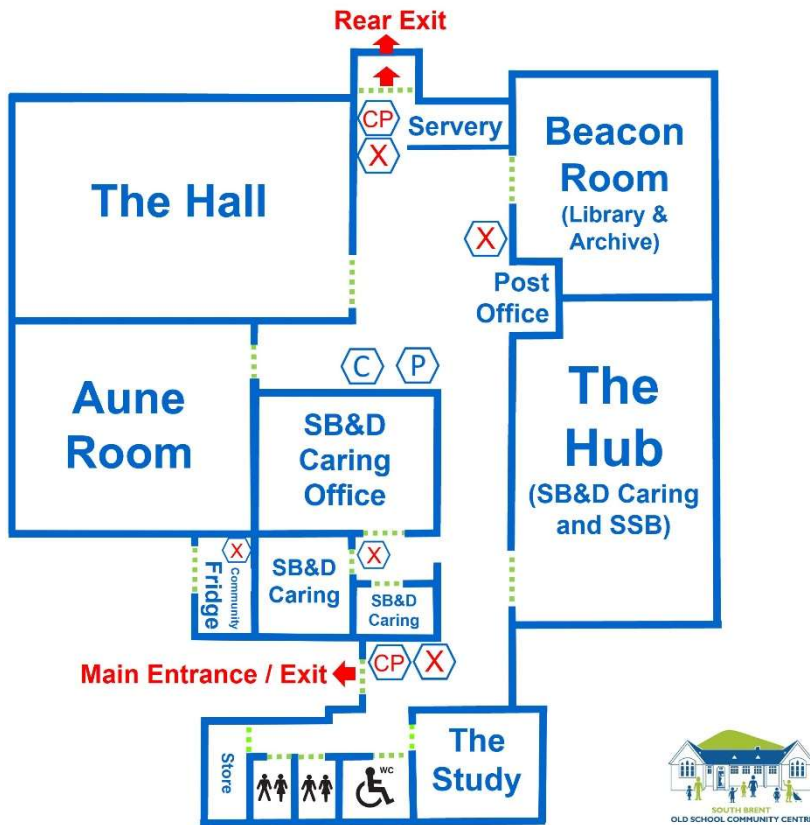 Rear Exit
CP
Servery
X
The Hall
Beacon
Room
(Library &
Archive)
X
Post
Office
C
P
Aune
Room
SB&D
Caring
Office
The
Hub
(SB&D Caring
and SSB)
X
Community
Fridge
SB&D
Caring
X
SB&D
Caring
Main Entrance / Exit
CP
X
Store
WC
The
Study
SOUTH BRENT
OLD SCHOOL COMMUNITY CENTRE